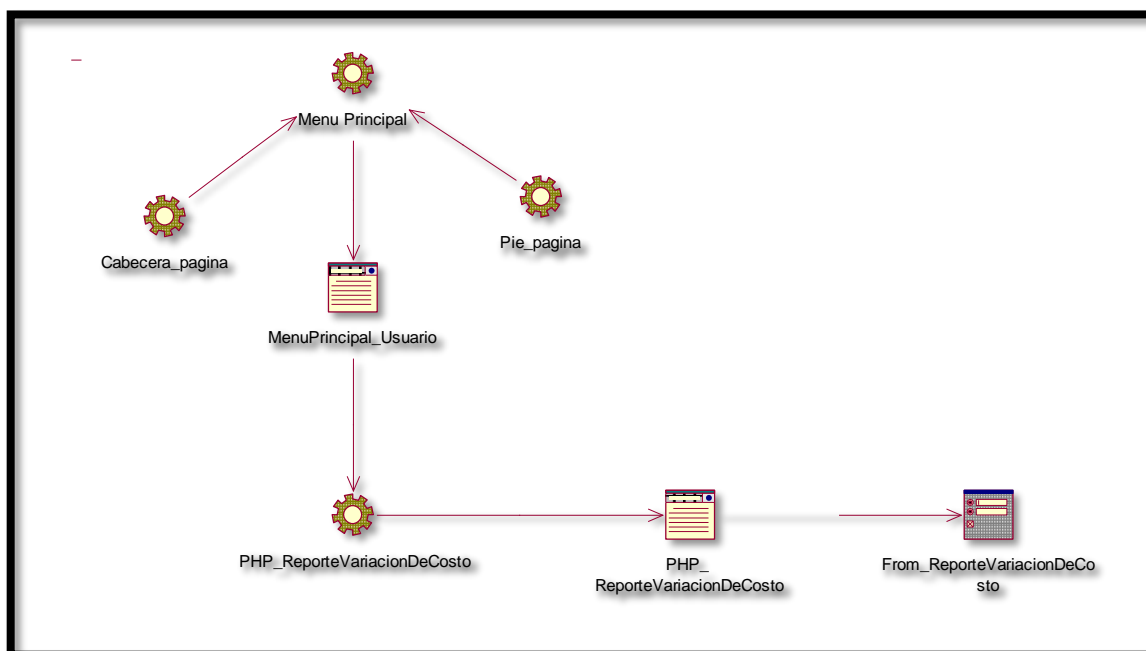 Menu Principal
Cabecera_pagina
Pie_pagina
MenuPrincipal_Usuario
PHP_ReporteVariacionDeCosto
PHP_
ReporteVariacionDeCosto
From_ReporteVariacionDeCo
sto